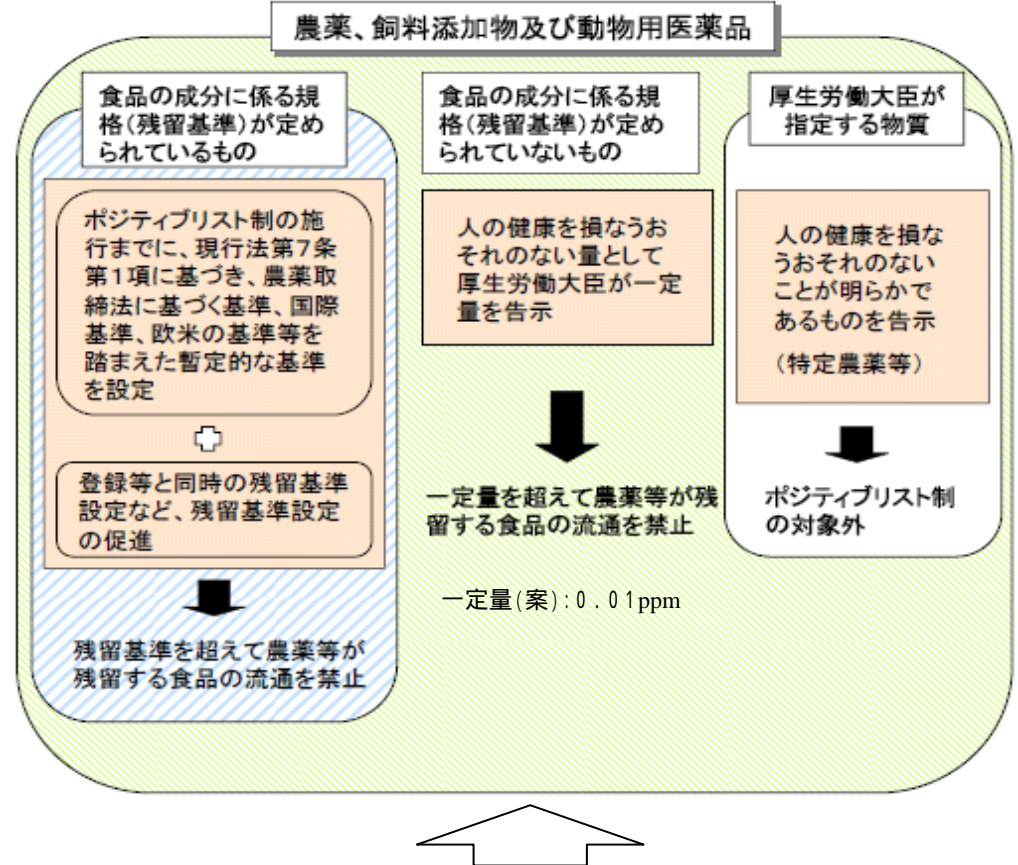 農薬、飼料添加物及び動物用医薬品
食品の成分に係る規
格(残留基準)が定め
られているもの
ポジティブリスト制の施
行までに、現行法第7条
第1項に基づき、農薬取
締法に基づく基準、国際
基準、欧米の基準等を
踏まえた暫定的な基準
を設定
登録等と同時の残留基準
設定など、残留基準設定
の促進
残留基準を超えて農薬等が
残留する食品の流通を禁止
食品の成分に係る規
格(残留基準)が定め
られていないもの
人の健康を損なうお
それのない量として
厚生労働大臣が一定
量を告示
一定量を超えて農薬等が残
留する食品の流通を禁止
一定量(案):0.01ppm
厚生労働大臣が
指定する物質
人の健康を損な
うおそれのない
ことが明らかで
あるものを告示
(特定農薬等)
ポジティブリスト制
の対象外